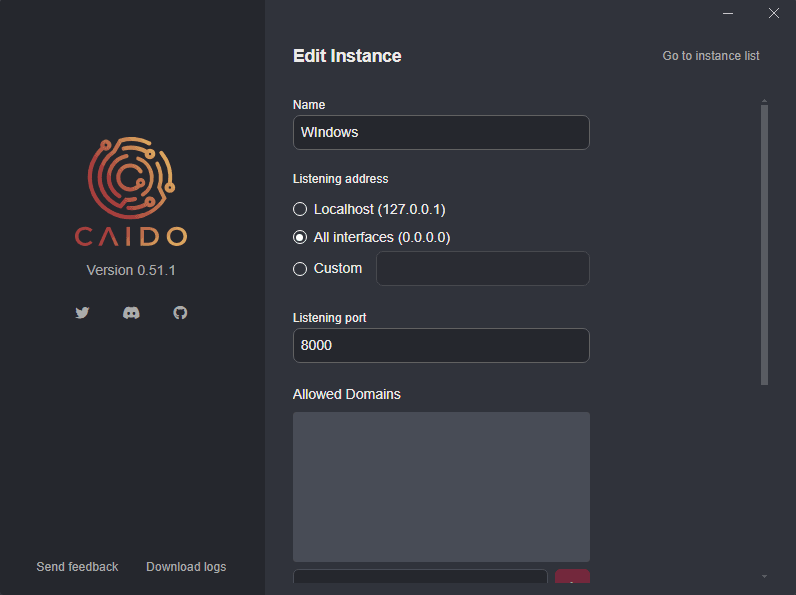 Edit Instance
Go to instance list
Name
WIndows
Listening address
Localhost (127.0.0.1)
All interfaces (0.0.0.0)
Custom
Listening port
8000
Allowed Domains
CAIDO
Version 0.51.1
Send feedback
Download logs